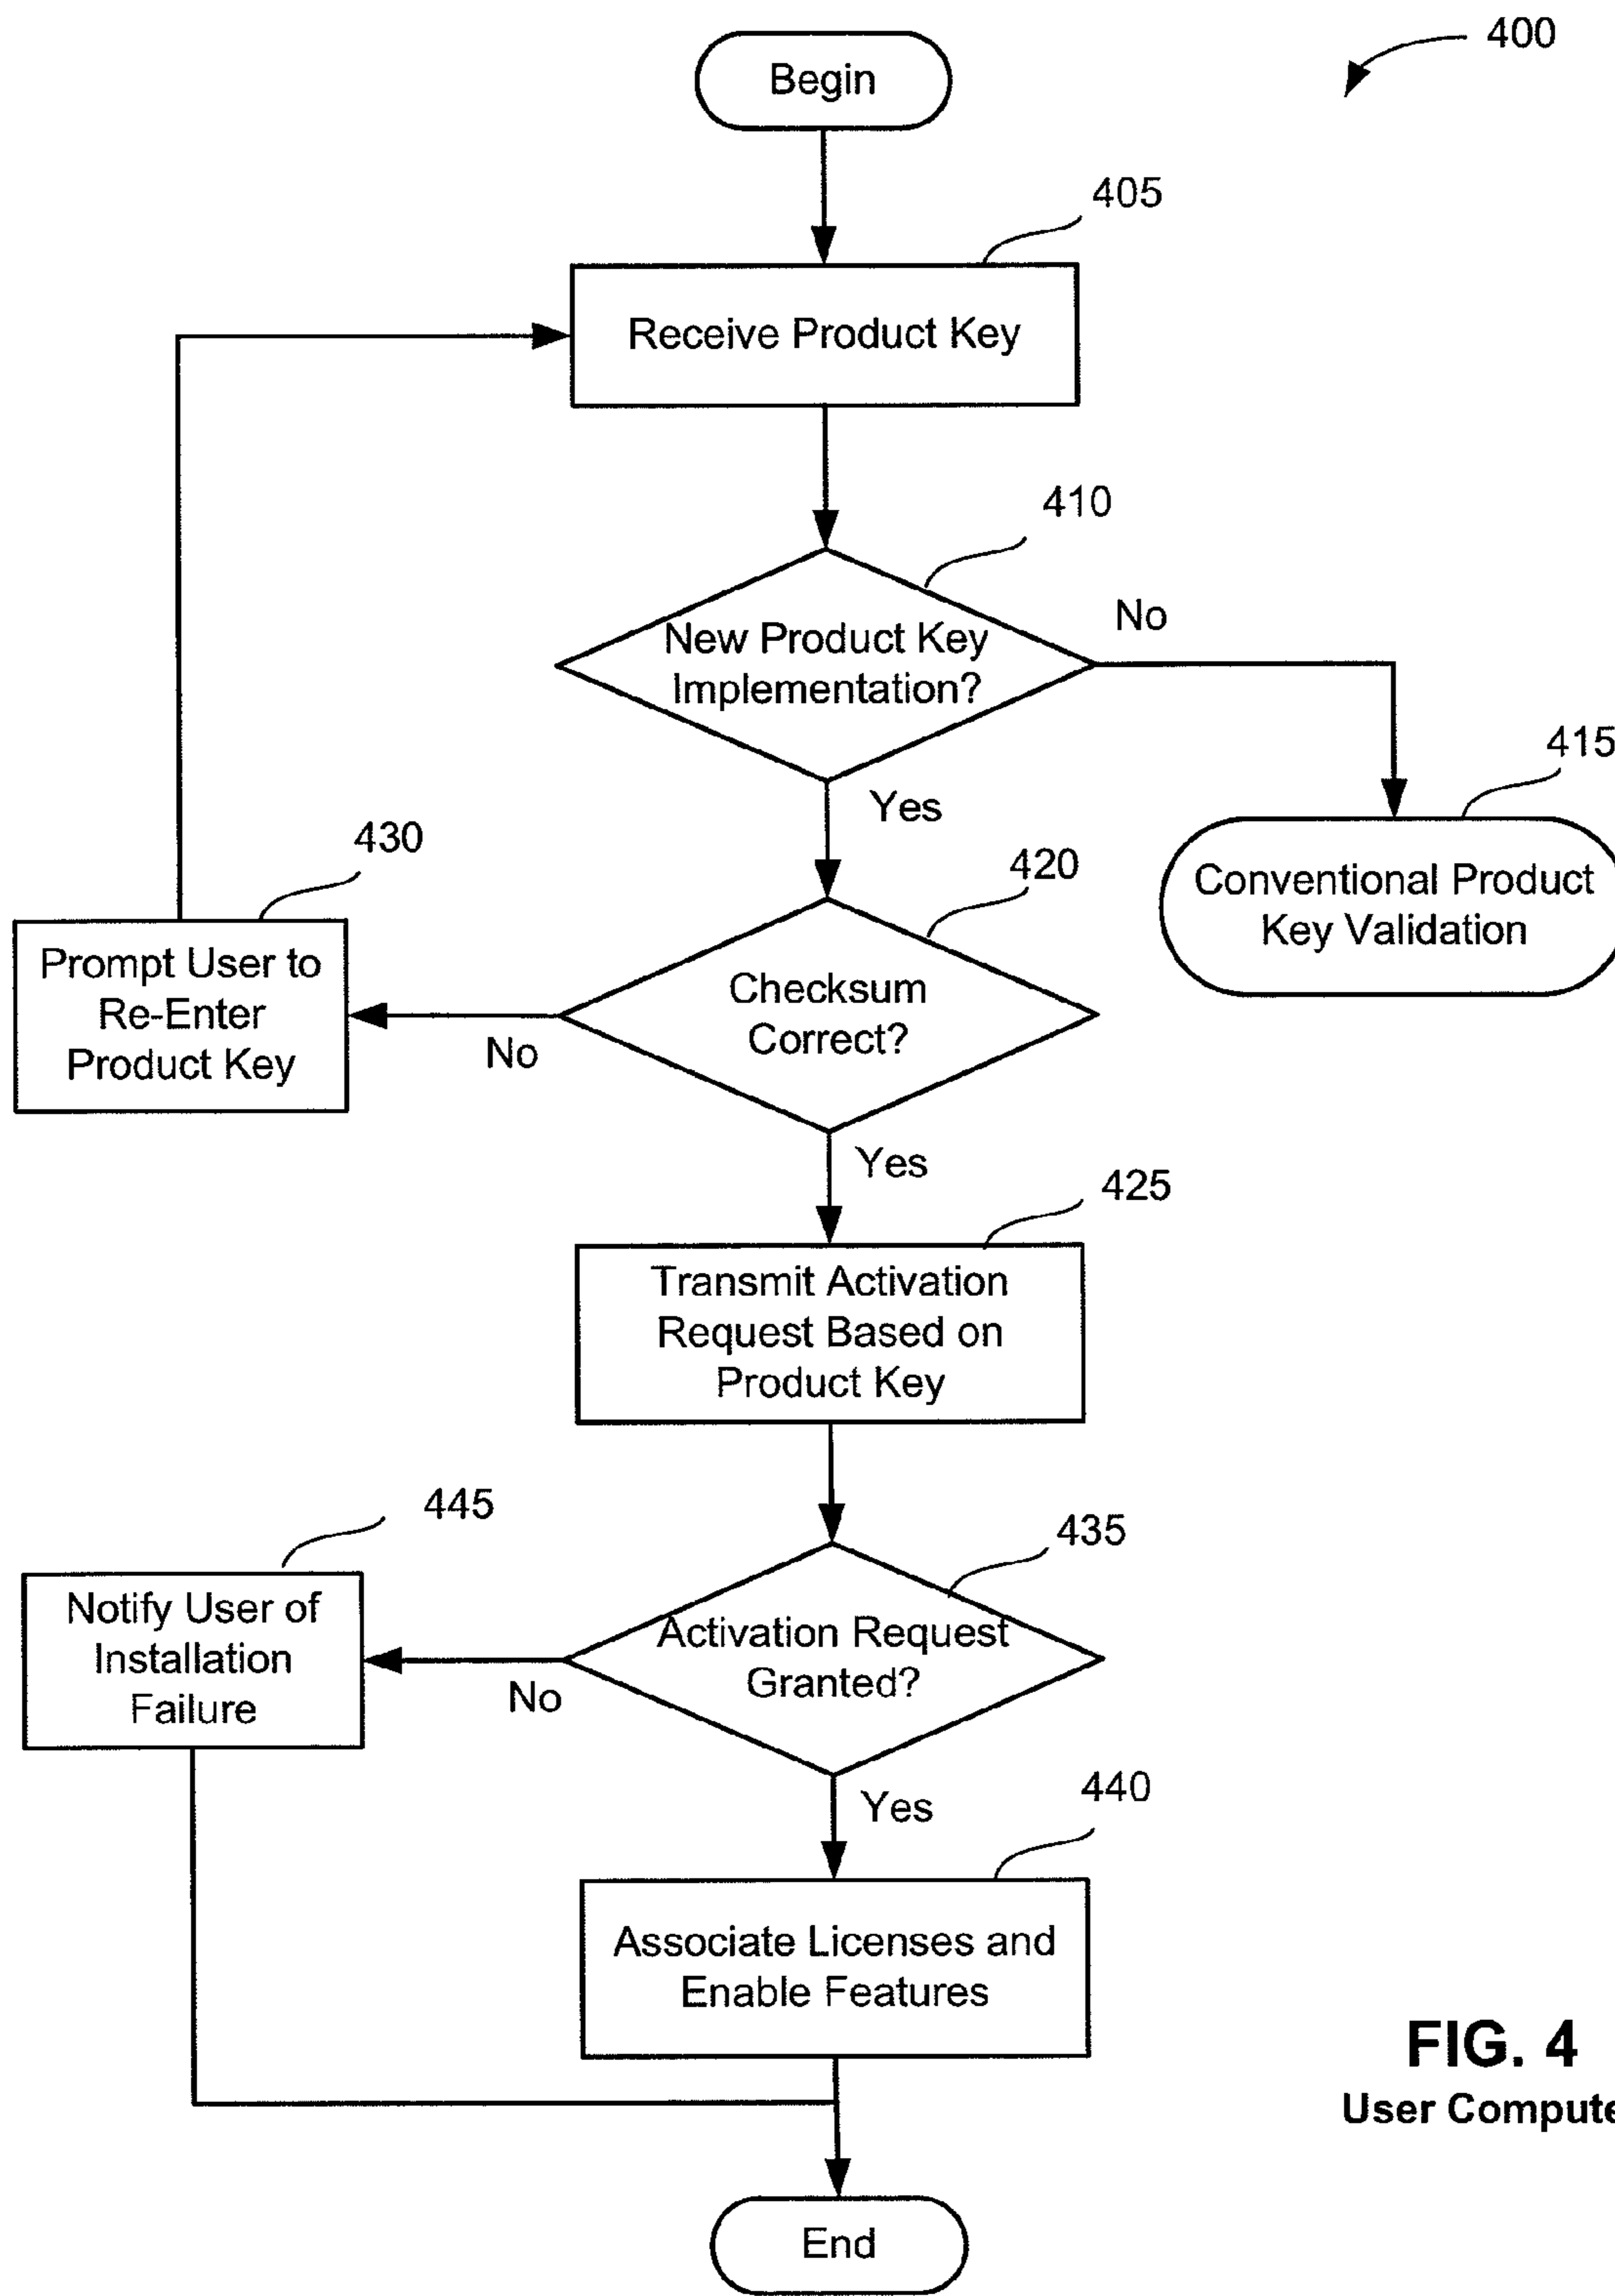 400
Begin
405
Receive Product Key
410
New Product Key
Implementation?
No
Yes
415
Conventional Product
Key Validation
430
Prompt User to
Re-Enter
Product Key
420
Checksum
Correct?
No
Yes
425
Transmit Activation
Request Based on
Product Key
445
Notify User of
Installation
Failure
435
Activation Request
Granted?
No
Yes
440
Associate Licenses and
Enable Features
FIG. 4
User Compute
End